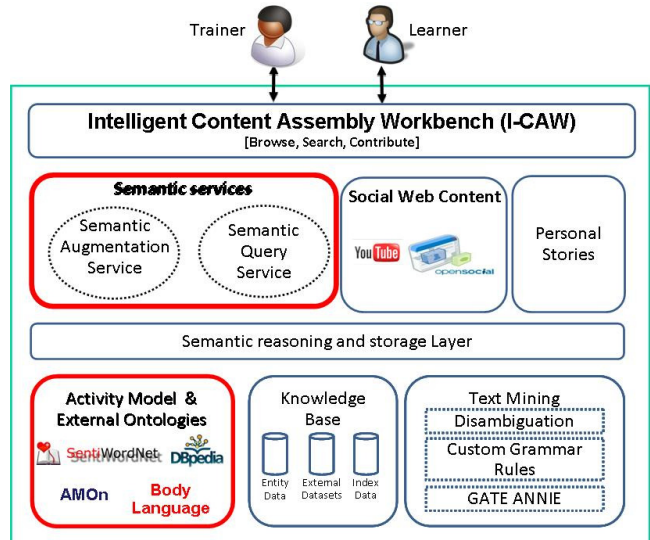 Trainer
Learner
Intelligent Content Assembly Workbench (I-CAW)
[Browse, Search, Contribute]
Semantic services
Semantic
Augmentation
Service
Semantic
Query
Service
Social Web Content
YouTube
opensocial
Personal
Stories
Semantic reasoning and storage Layer
Activity Model &
External Ontologies
SentiWordNet
DBpedia
AMOn
Body
Language
Knowledge
Base
Entity
Data
External
Datasets
Index
Data
Text Mining
Disambiguation
Custom Grammar
Rules
GATE ANNIE